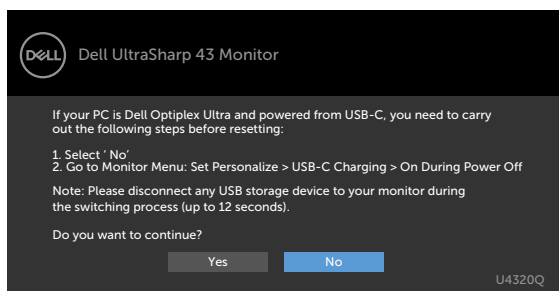 DELL Dell UltraSharp 43 Monitor
If your PC is Dell Optiplex Ultra and powered from USB-C, you need to carry
out the following steps before resetting:
1. Select ' No'
2. Go to Monitor Menu: Set Personalize > USB-C Charging > On During Power Off
Note: Please disconnect any USB storage device to your monitor during
the switching process (up to 12 seconds).
Do you want to continue?
Yes No
U4320Q